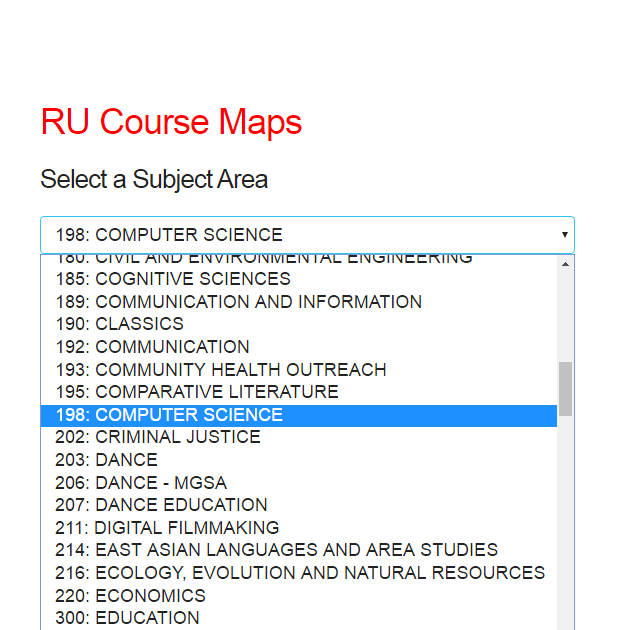 RU Course Maps
Select a Subject Area
198: COMPUTER SCIENCE
180: CIVIL AND ENVIRONMENTAL ENGINEERING
185: COGNITIVE SCIENCES
189: COMMUNICATION AND INFORMATION
190: CLASSICS
192: COMMUNICATION
193: COMMUNITY HEALTH OUTREACH
195: COMPARATIVE LITERATURE
198: COMPUTER SCIENCE
202: CRIMINAL JUSTICE
203: DANCE
206: DANCE - MGSA
207: DANCE EDUCATION
211: DIGITAL FILMMAKING
214: EAST ASIAN LANGUAGES AND AREA STUDIES
216: ECOLOGY, EVOLUTION AND NATURAL RESOURCES
220: ECONOMICS
300: EDUCATION